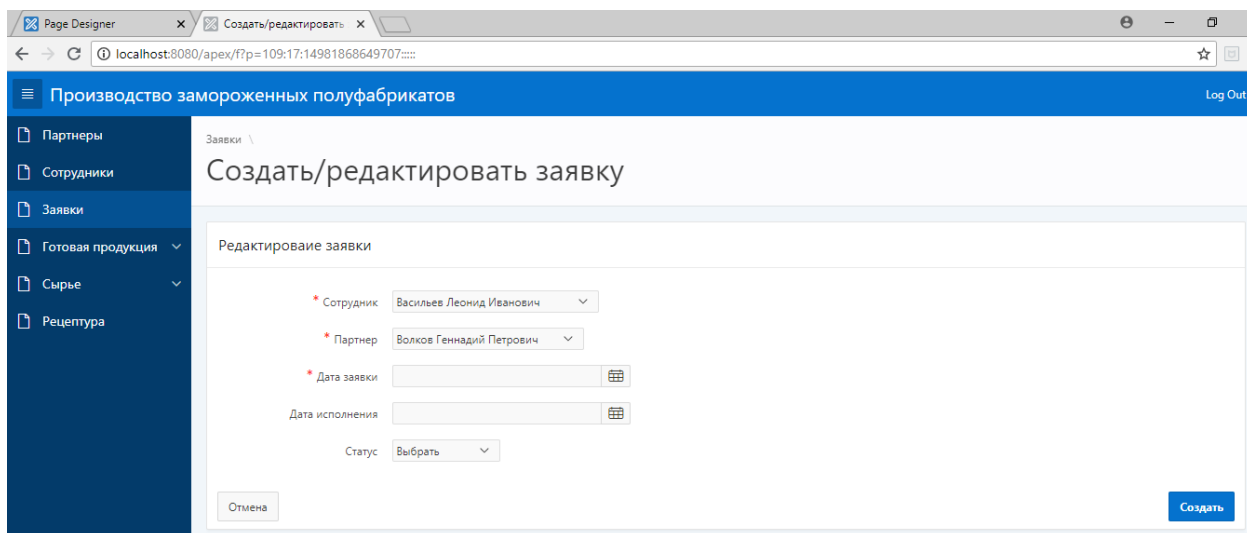 Page Designer
Создать/редактировать
localhost:8080/apex/f?p=109:17:14981868649707:::::
Производство замороженных полуфабрикатов
Log Out
Партнеры
Сотрудники
Заявки
Готовая продукция
Сырье
Рецептура
Заявки \
Создать/редактировать заявку
Редактироваие заявки
* Сотрудник Васильев Леонид Иванович
* Партнер Волков Геннадий Петрович
* Дата заявки
Дата исполнения
Статус Выбрать
Отмена
Создать